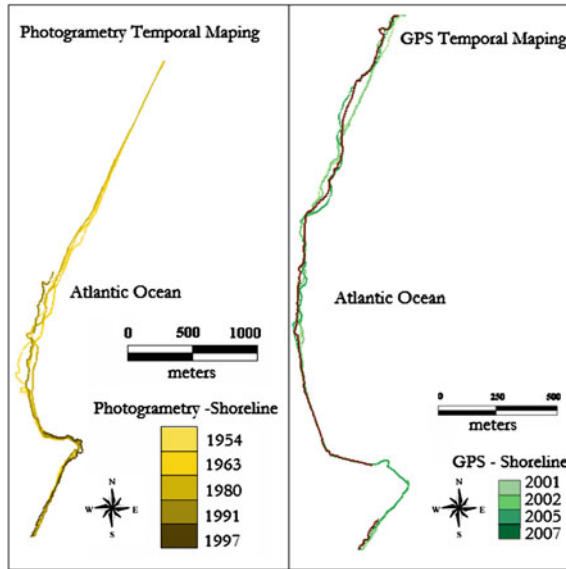 Photogrametry Temporal Maping
Atlantic Ocean
0 500 1000
meters
Photogrametry -Shoreline
1954
1963
1980
1991
1997
N
W E
S
GPS Temporal Maping
Atlantic Ocean
0 250 500
meters
GPS - Shoreline
2001
2002
2005
2007
N
W E
S